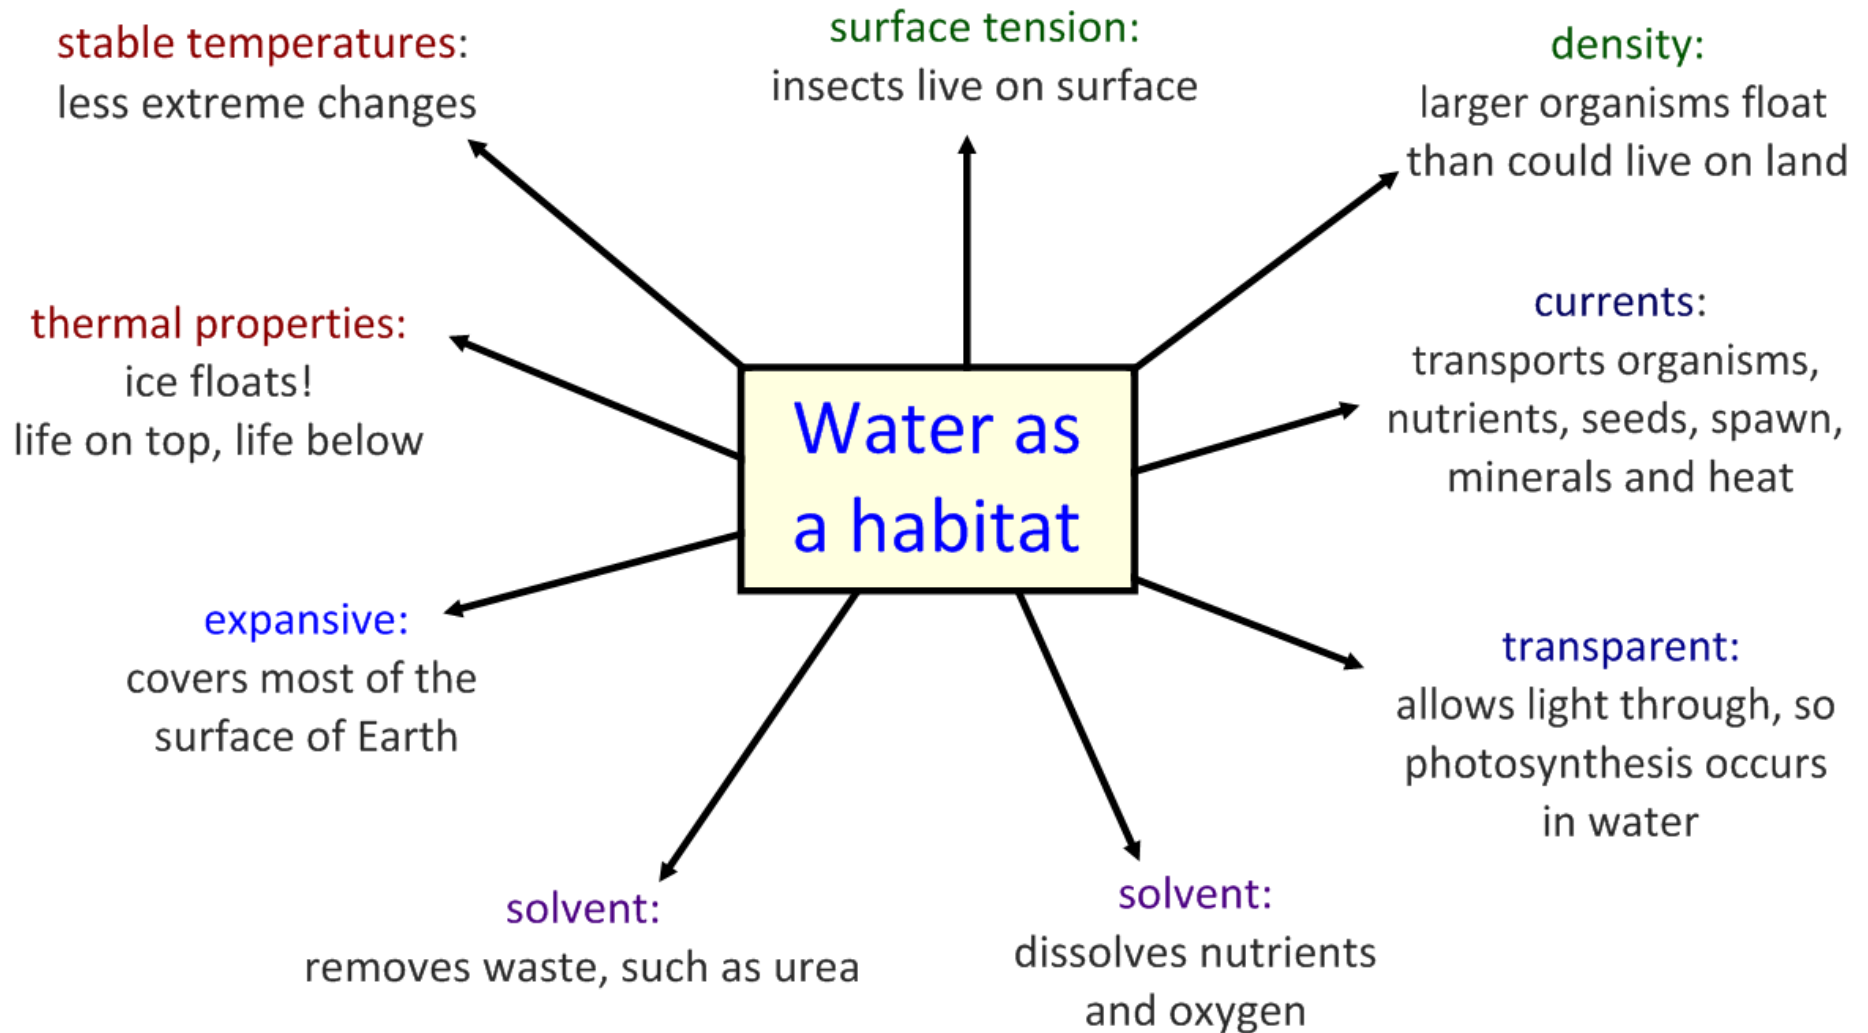 stable temperatures:
less extreme changes
surface tension:
insects live on surface
density:
larger organisms float
than could live on land
thermal properties:
ice floats!
life on top, life below
Water as
a habitat
currents:
transports organisms,
nutrients, seeds, spawn,
minerals and heat
expansive:
covers most of the
surface of Earth
transparent:
allows light through, so
photosynthesis occurs
in water
solvent:
removes waste, such as urea
solvent:
dissolves nutrients
and oxygen